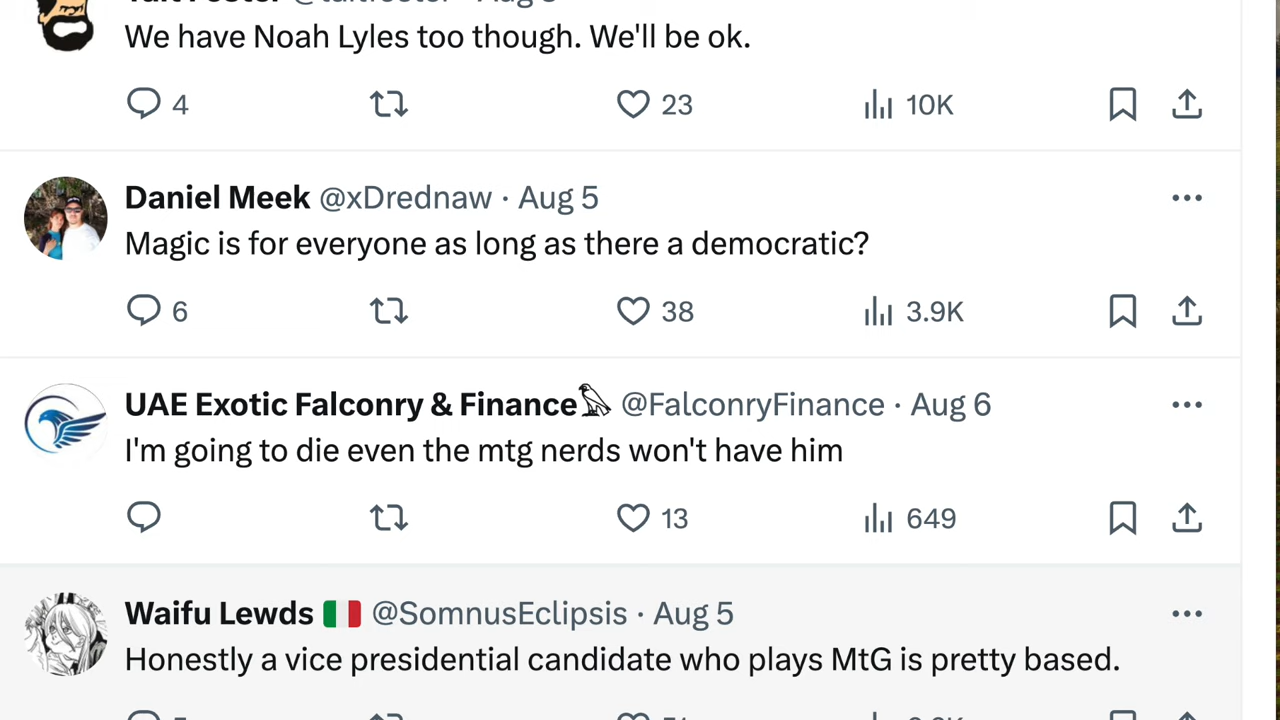 We have Noah Lyles too though. We'll be ok.
4 23 10K
Daniel Meek @xDrednaw · Aug 5
Magic is for everyone as long as there a democratic?
6 38 3.9K
UAE Exotic Falconry & Finance @FalconryFinance · Aug 6
I'm going to die even the mtg nerds won't have him
13 649
Waifu Lewds 🇮🇹 @SomnusEclipsis · Aug 5
Honestly a vice presidential candidate who plays MtG is pretty based.